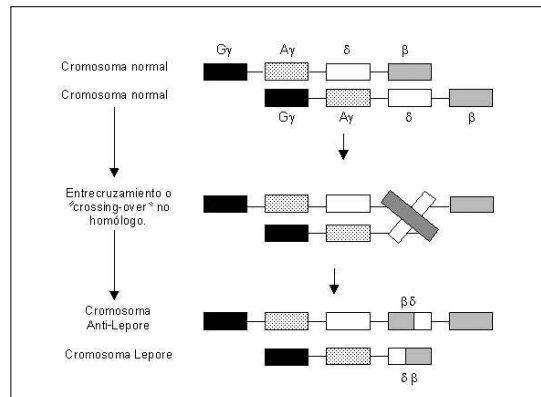 Gγ Aγ δ β
Cromosoma normal
Cromosoma normal
Gγ Aγ δ β
Entrecruzamiento o
"crossing-over" no
homólogo.
βδ
Cromosoma
Anti-Lepore
Cromosoma Lepore
δβ